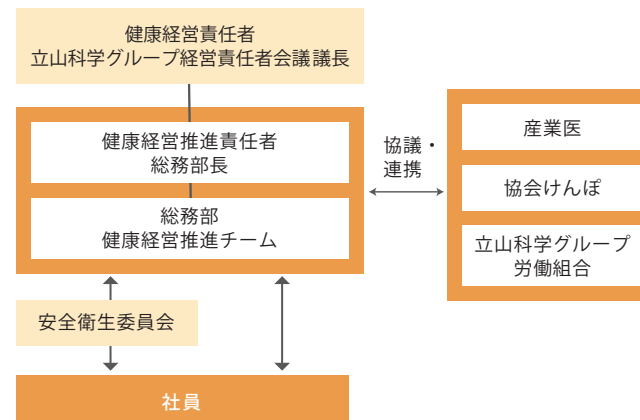 健康経営責任者
立山科学グループ経営責任者会議議長
健康経営推進責任者
総務部長
総務部
健康経営推進チーム
協議・
連携
産業医
協会けんぽ
立山科学グループ
労働組合
安全衛生委員会
社員